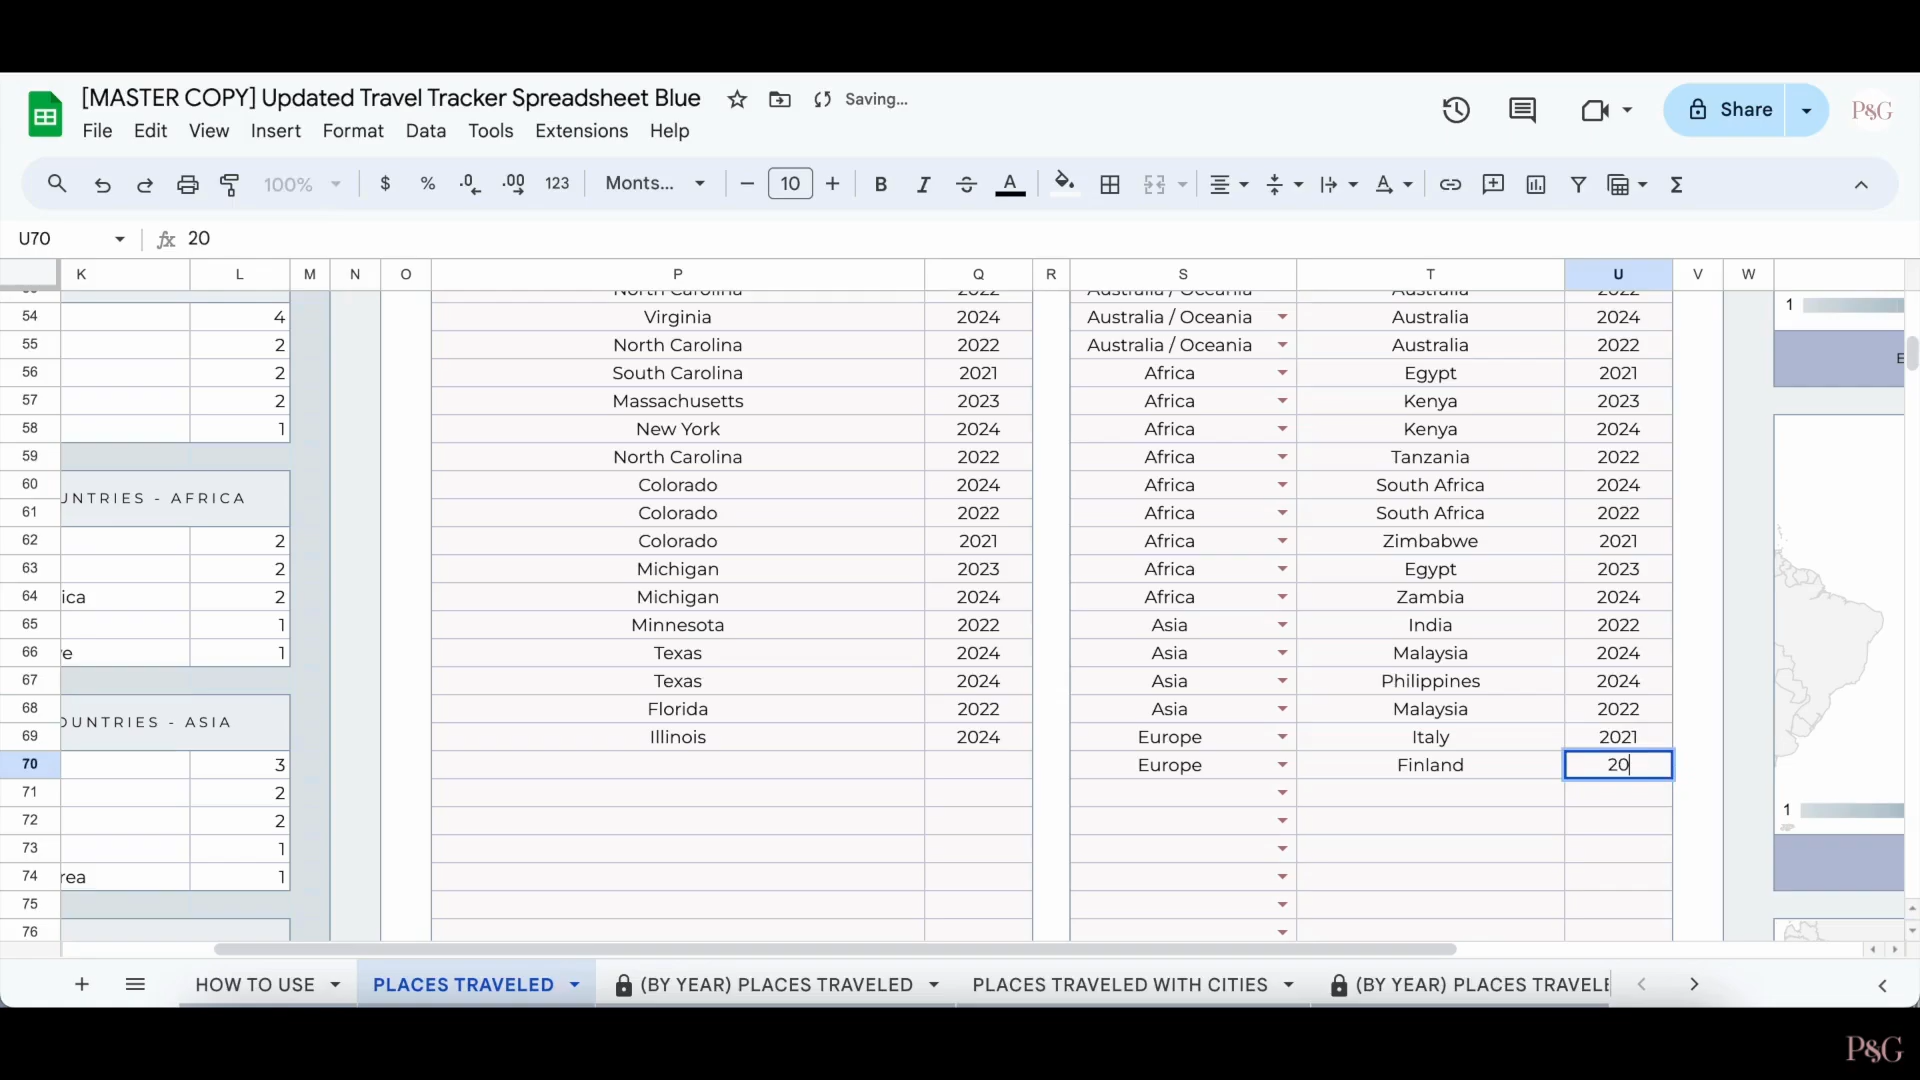 [MASTER COPY] Updated Travel Tracker Spreadsheet Blue Saving...
File Edit View Insert Format Data Tools Extensions Help
Share
P&G
100% $ % .0 .00 123 Monts... 10 B I A
U70 fx 20
K L M N O P Q R S T U V W
North Carolina 2022 Australia / Oceania Australia 2022
54 4 Virginia 2024 Australia / Oceania Australia 2024 1
55 2 North Carolina 2022 Australia / Oceania Australia 2022
56 2 South Carolina 2021 Africa Egypt 2021
57 2 Massachusetts 2023 Africa Kenya 2023
58 1 New York 2024 Africa Kenya 2024
59 North Carolina 2022 Africa Tanzania 2022
60 Colorado 2024 Africa South Africa 2024
UNTRIES - AFRICA
61 Colorado 2022 Africa South Africa 2022
62 2 Colorado 2021 Africa Zimbabwe 2021
63 2 Michigan 2023 Africa Egypt 2023
64 ica 2 Michigan 2024 Africa Zambia 2024
65 1 Minnesota 2022 Asia India 2022
66 e 1 Texas 2024 Asia Malaysia 2024
67 Texas 2024 Asia Philippines 2024
68 Florida 2022 Asia Malaysia 2022
OUNTRIES - ASIA
69 Illinois 2024 Europe Italy 2021
70 3 Europe Finland 20
71 2
72 2 1
73 1
74 rea 1
75
76
HOW TO USE PLACES TRAVELED (BY YEAR) PLACES TRAVELED PLACES TRAVELED WITH CITIES (BY YEAR) PLACES TRAVELE
P&G